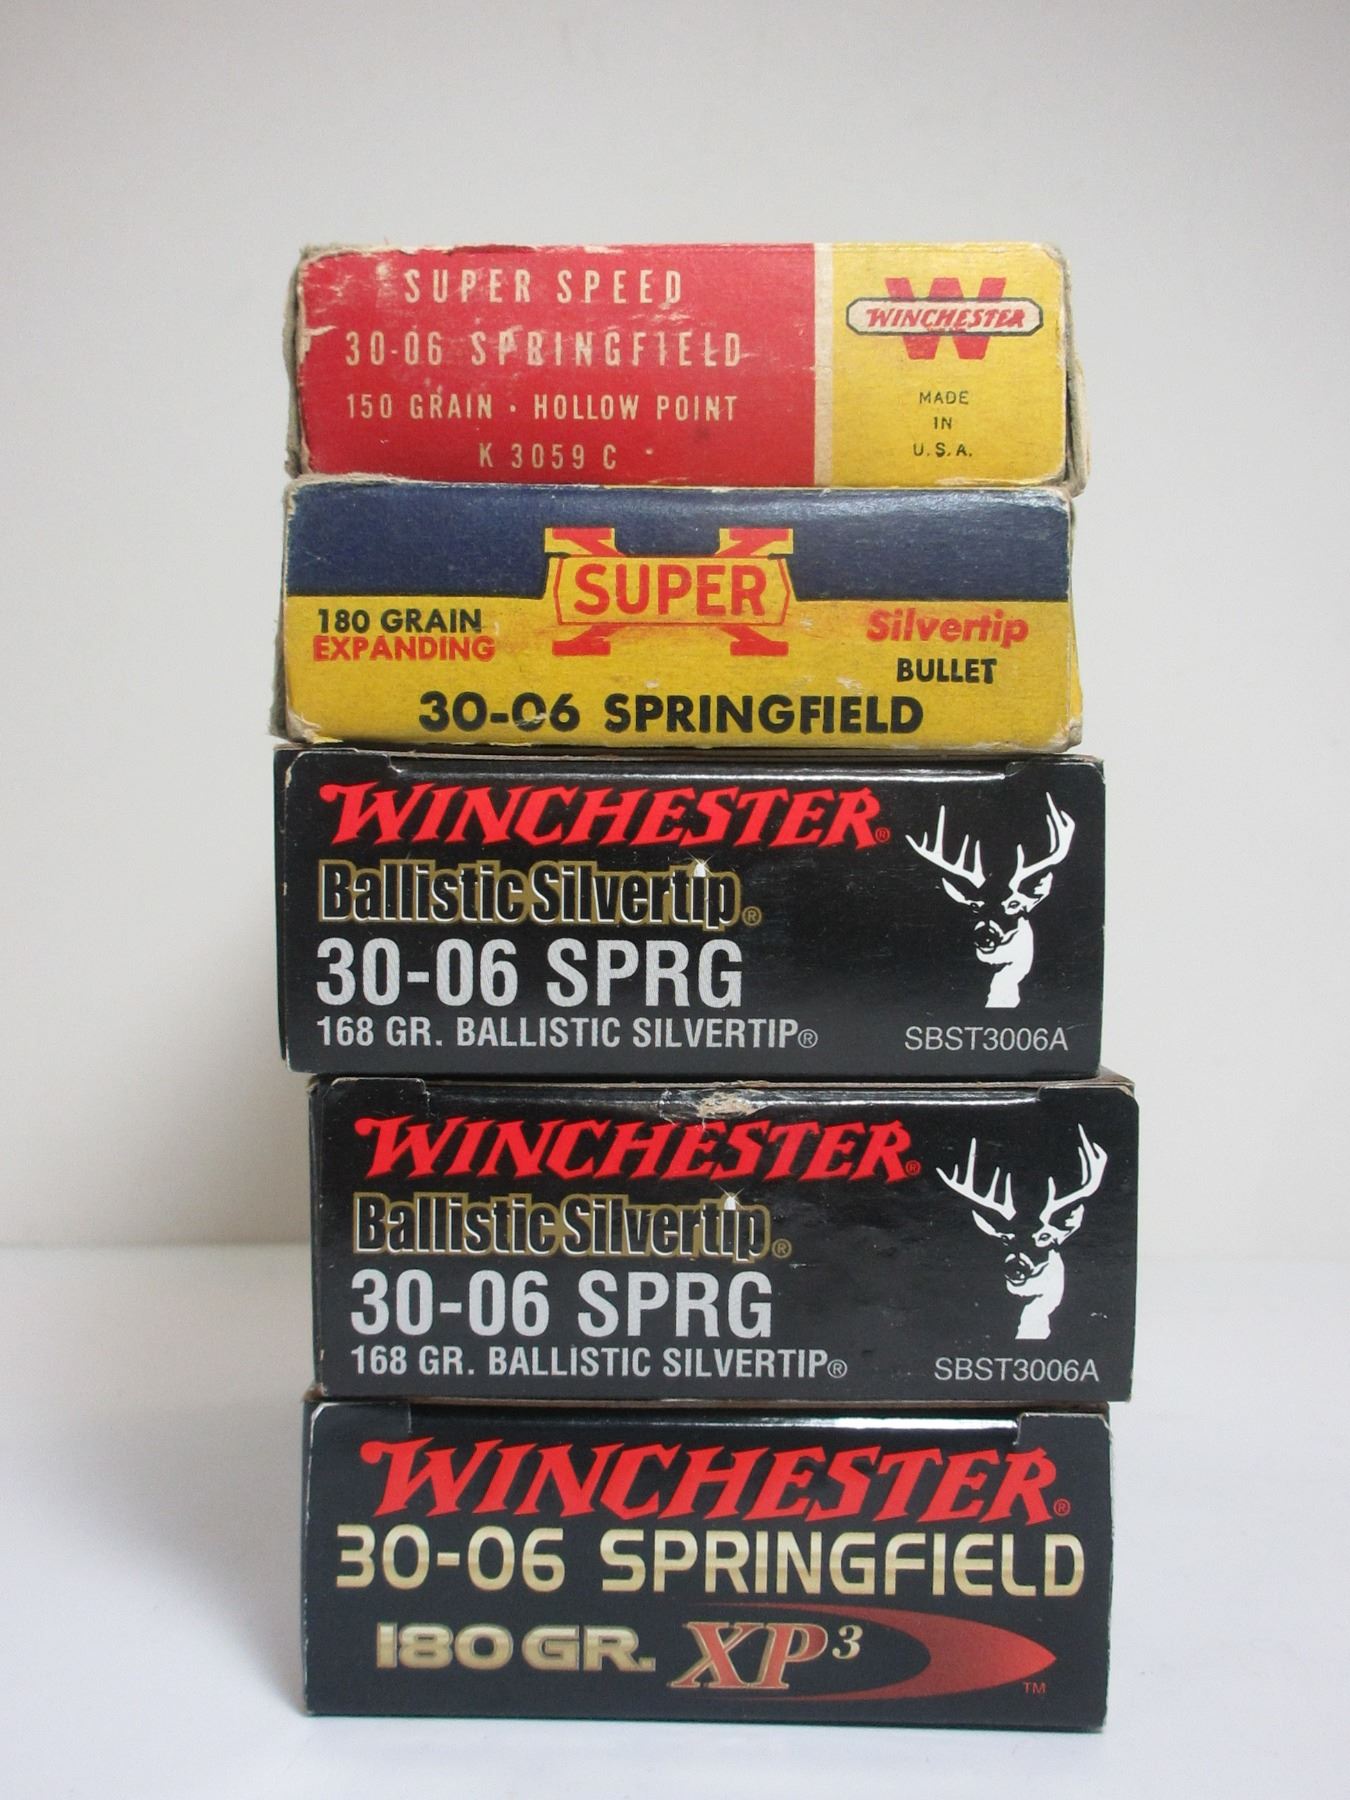 SUPER SPEED
30-06 SPRINGFIELD
150 GRAIN · HOLLOW POINT
K 3059 C
W
WINCHESTER
MADE
IN
U.S.A.
X
SUPER
180 GRAIN
EXPANDING
Silvertip
BULLET
30-06 SPRINGFIELD
WINCHESTER®
Ballistic Silvertip®
30-06 SPRG
168 GR. BALLISTIC SILVERTIP®
SBST3006A
WINCHESTER®
Ballistic Silvertip®
30-06 SPRG
168 GR. BALLISTIC SILVERTIP®
SBST3006A
WINCHESTER®
30-06 SPRINGFIELD
180 GR. XP³ ™